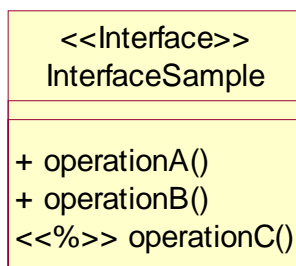 <<Interface>>
InterfaceSample
+ operationA()
+ operationB()
<<%>> operationC()